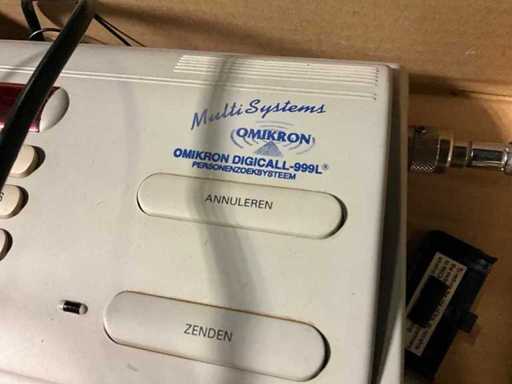 Multi Systems
OMIKRON
OMIKRON DIGICALL-999L®
PERSONENZOEKSYSTEEM
ANNULEREN
ZENDEN